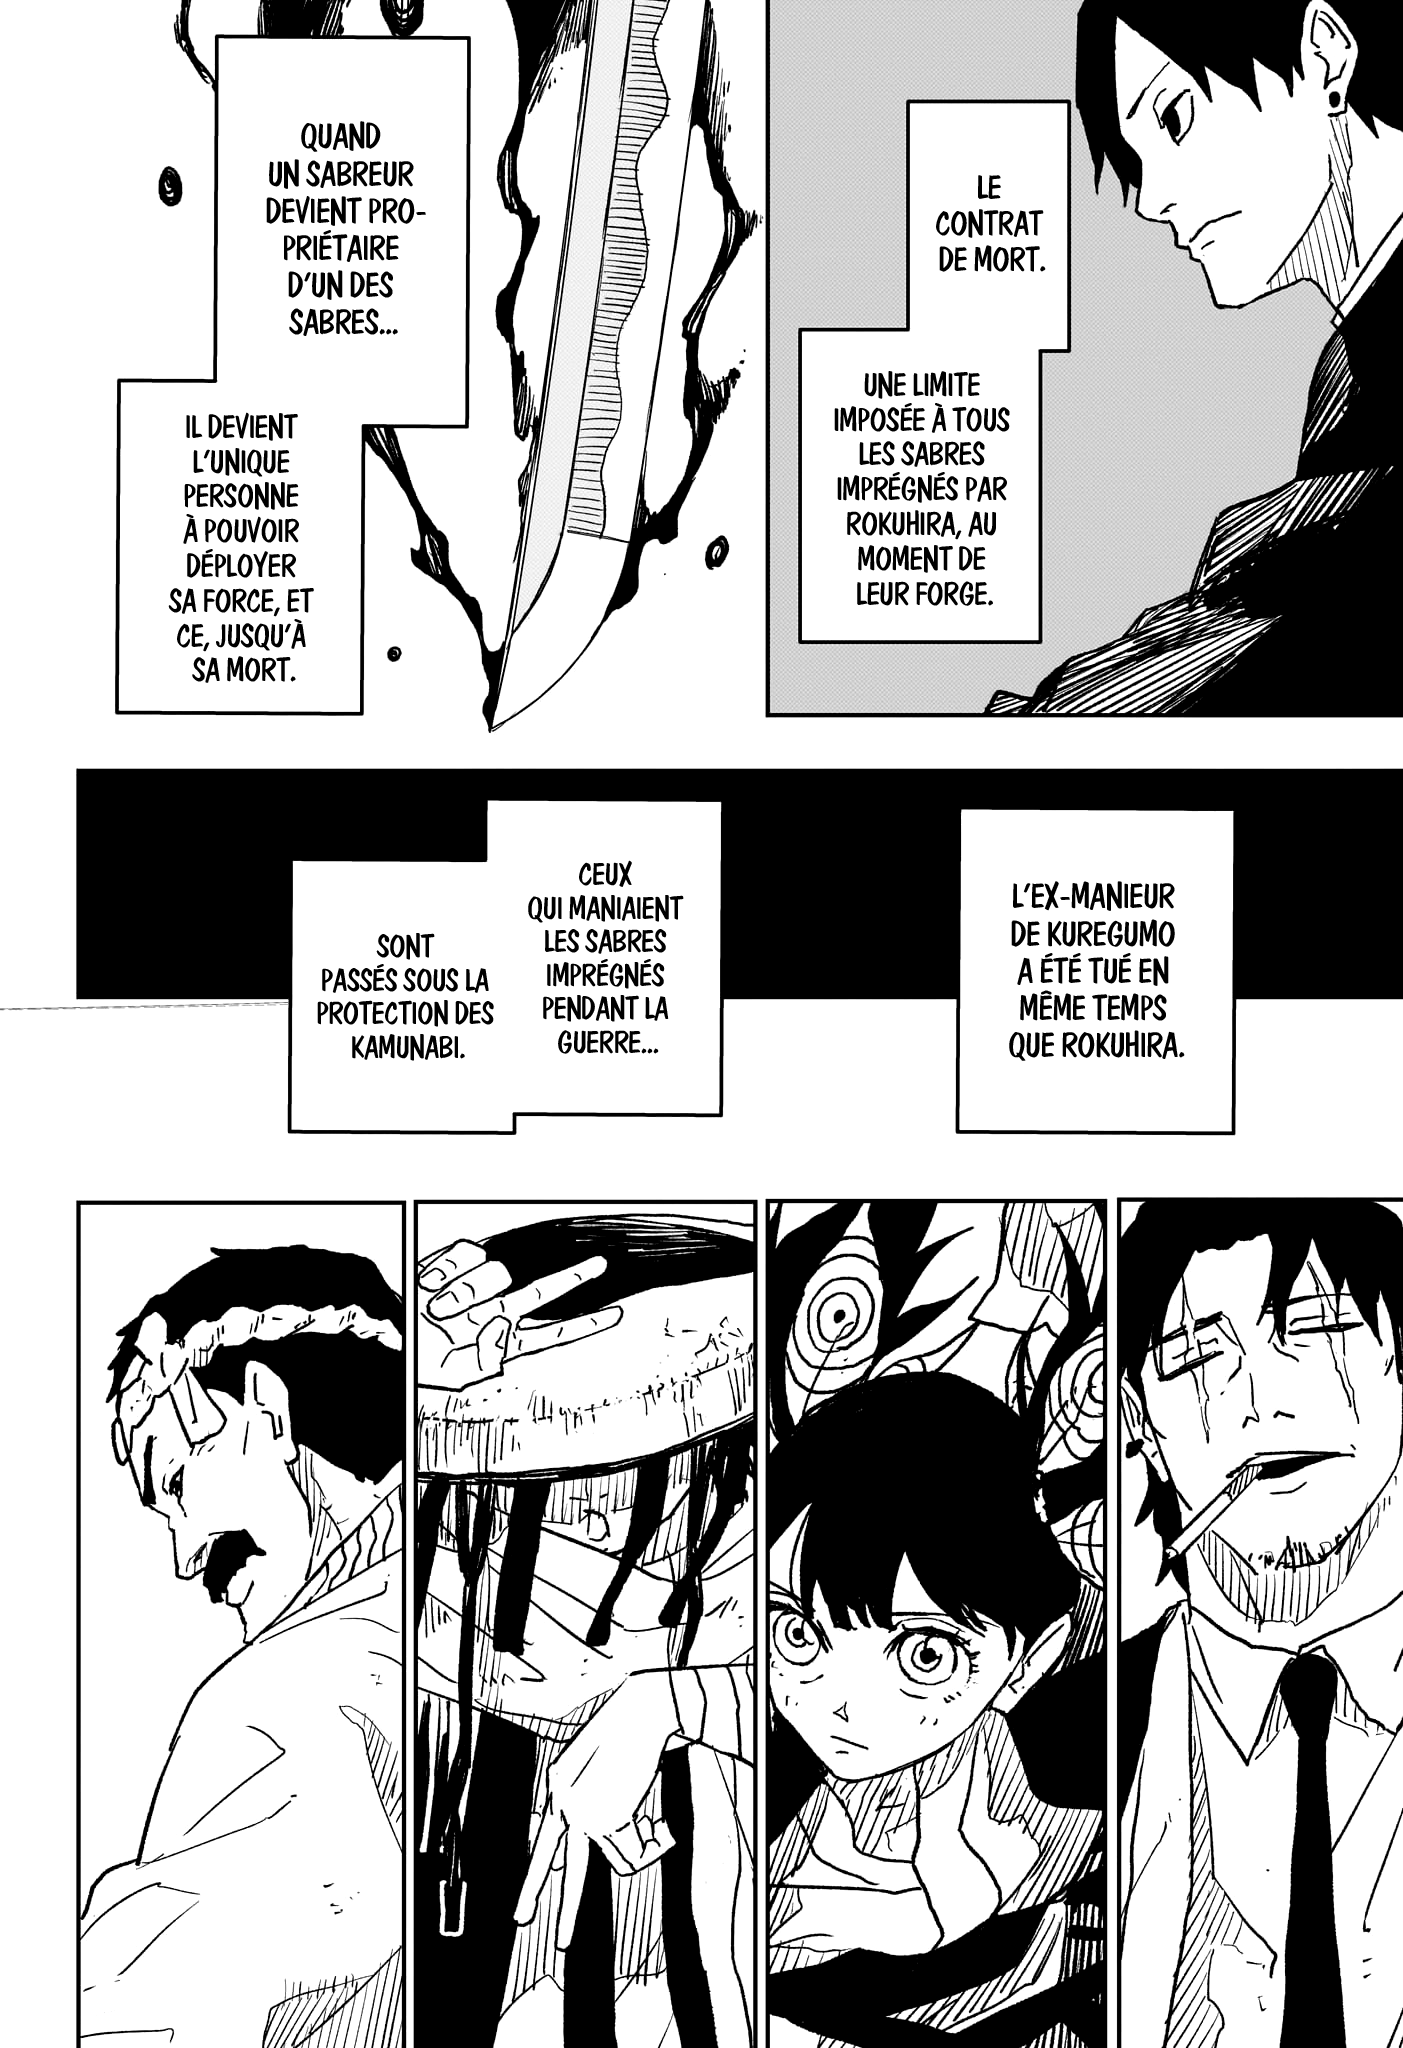 LE
CONTRAT
DE MORT.
UNE LIMITE
IMPOSÉE À TOUS
LES SABRES
IMPRÉGNÉS PAR
ROKUHIRA, AU
MOMENT DE
LEUR FORGE.
QUAND
UN SABREUR
DEVIENT PRO-
PRIÉTAIRE
D'UN DES
SABRES...
IL DEVIENT
L'UNIQUE
PERSONNE
À POUVOIR
DÉPLOYER
SA FORCE, ET
CE, JUSQU'À
SA MORT.
L'EX-MANIEUR
DE KUREGUMO
A ÉTÉ TUÉ EN
MÊME TEMPS
QUE ROKUHIRA.
CEUX
QUI MANIAIENT
LES SABRES
IMPRÉGNÉS
PENDANT LA
GUERRE...
SONT
PASSÉS SOUS LA
PROTECTION DES
KAMUNABI.